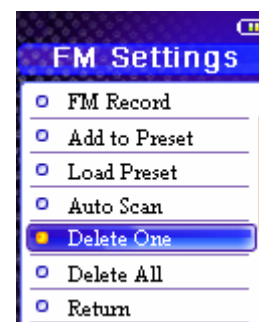 FM Settings
FM Record
Add to Preset
Load Preset
Auto Scan
Delete One
Delete All
Return